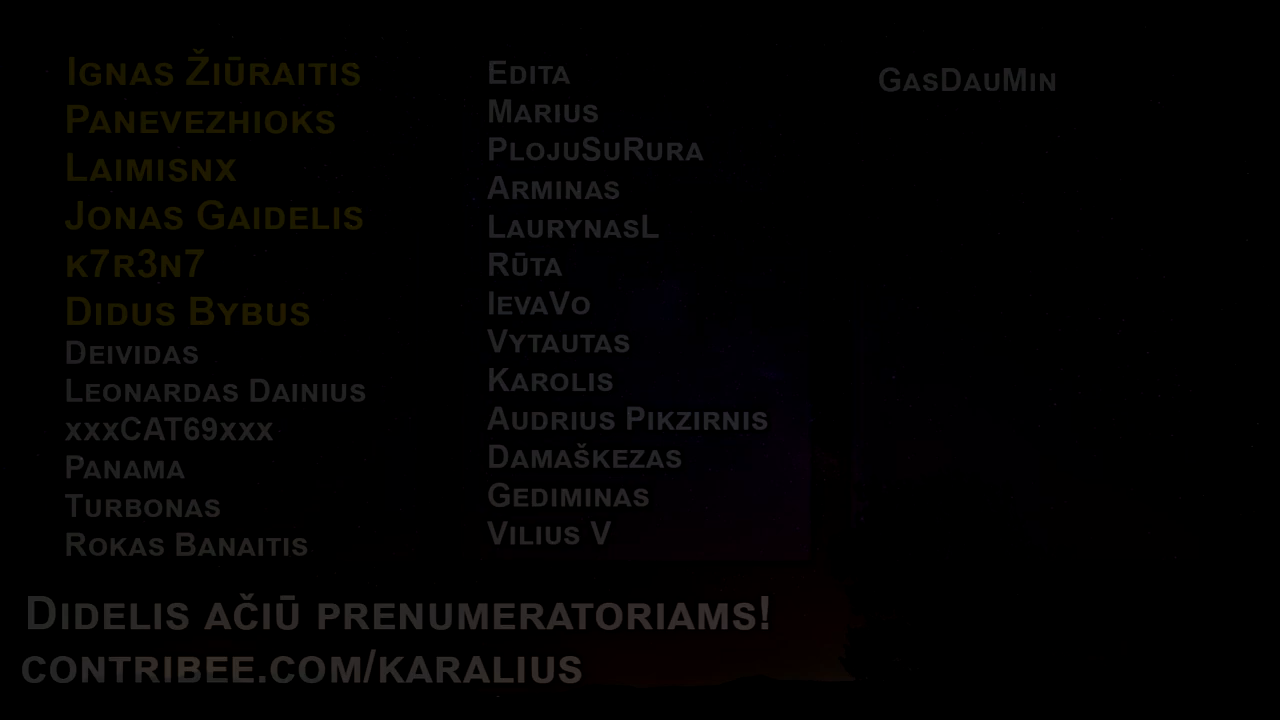 Ignas Žiūraitis
Panevezhioks
Laimisnx
Jonas Gaidelis
k7r3n7
Didus Bybus
Deividas
Leonardas Dainius
xxxCAT69xxx
Panama
Turbonas
Rokas Banaitis
Edita
Marius
PlojuSuRura
Arminas
LaurynasL
Rūta
IevaVo
Vytautas
Karolis
Audrius Pikzirnis
Damaškezas
Gediminas
Vilius V
GasDauMin
Didelis ačiū prenumeratoriams!
contribee.com/karalius